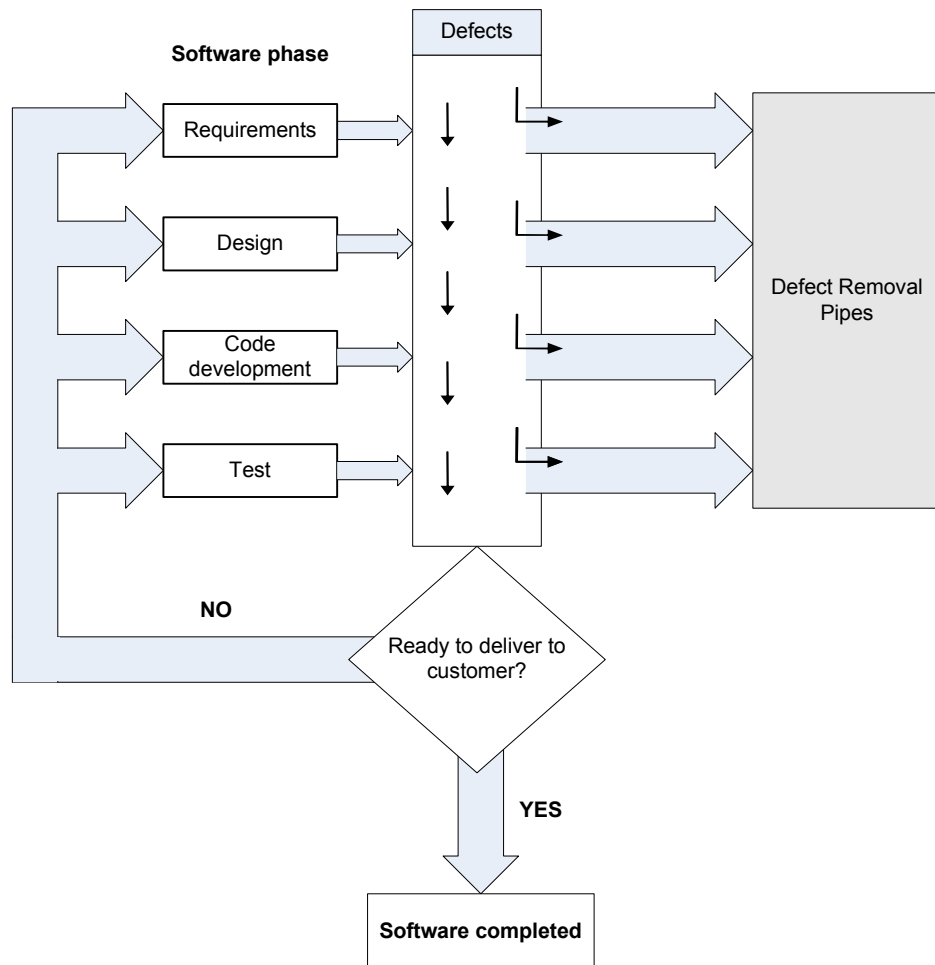 Defects
Software phase
Requirements
Design
Code
development
Test
Defect Removal
Pipes
NO
Ready to deliver to
customer?
YES
Software completed